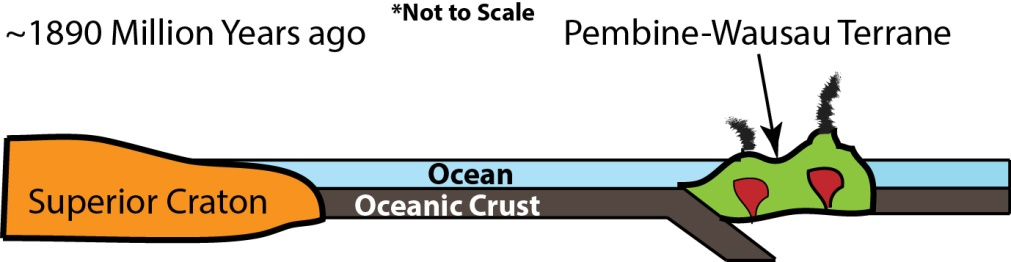 *Not to Scale
~1890 Million Years ago
Pembine-Wausau Terrane
Ocean
Superior Craton
Oceanic Crust